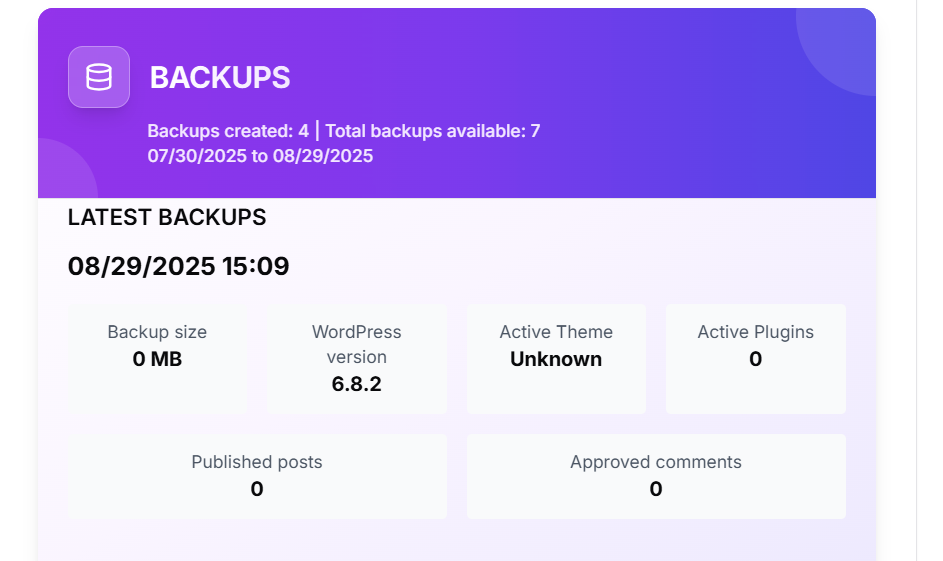 BACKUPS
Backups created: 4 | Total backups available: 7
07/30/2025 to 08/29/2025
LATEST BACKUPS
08/29/2025 15:09
Backup size
0 MB
WordPress
version
6.8.2
Active Theme
Unknown
Active Plugins
0
Published posts
0
Approved comments
0